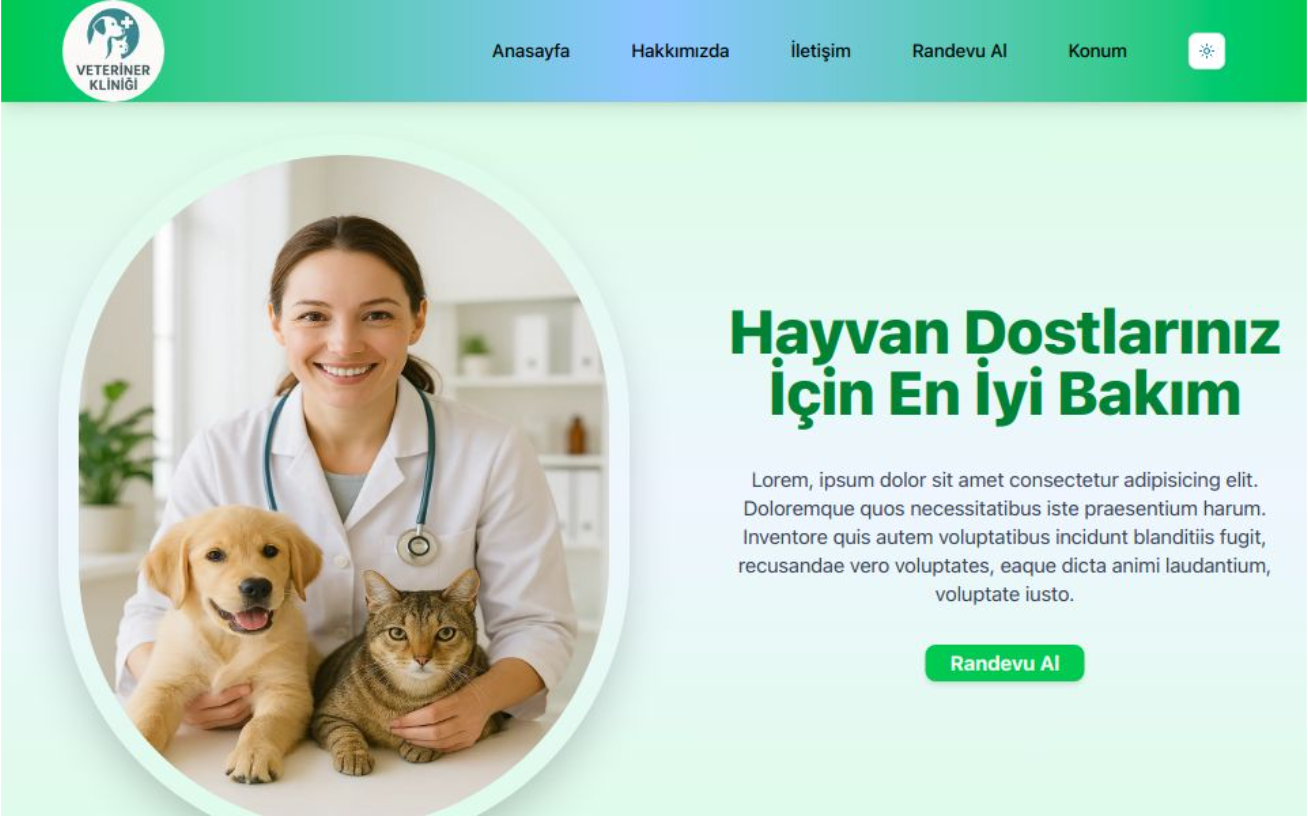 VETERİNER
KLİNİĞİ
Anasayfa Hakkımızda İletişim Randevu Al Konum
Hayvan Dostlarınız
İçin En İyi Bakım
Lorem, ipsum dolor sit amet consectetur adipisicing elit.
Doloremque quos necessitatibus iste praesentium harum.
Inventore quis autem voluptatibus incidunt blanditiis fugit,
recusandae vero voluptates, eaque dicta animi laudantium,
voluptate iusto.
Randevu Al